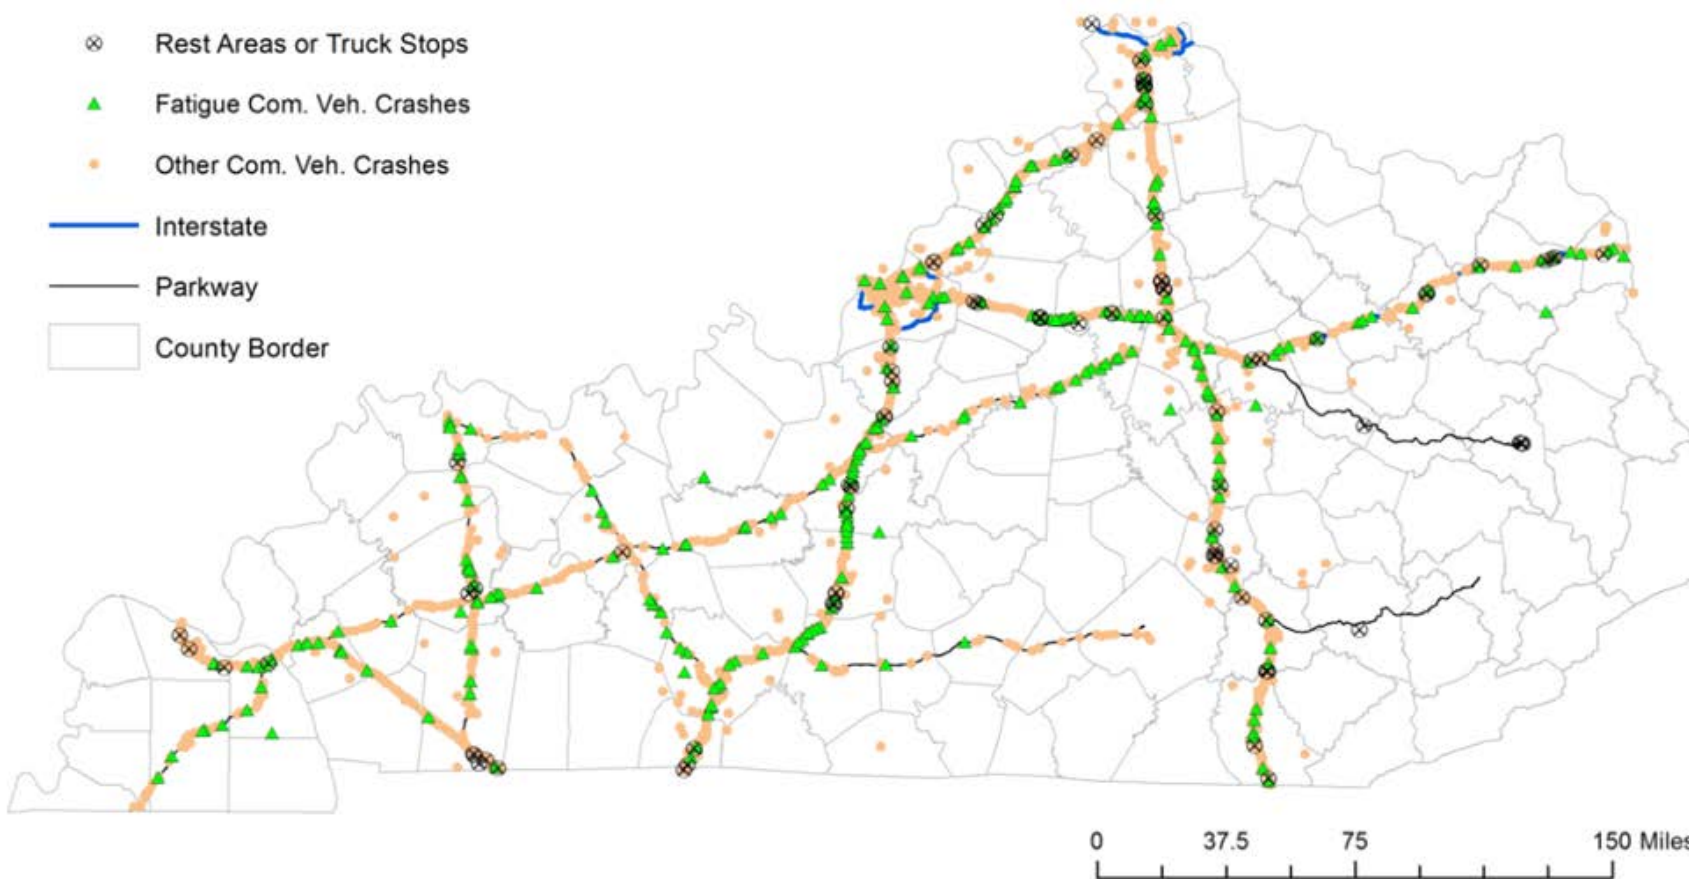 Rest Areas or Truck Stops
Fatigue Com. Veh. Crashes
Other Com. Veh. Crashes
Interstate
Parkway
County Border
0 37.5 75 150 Miles